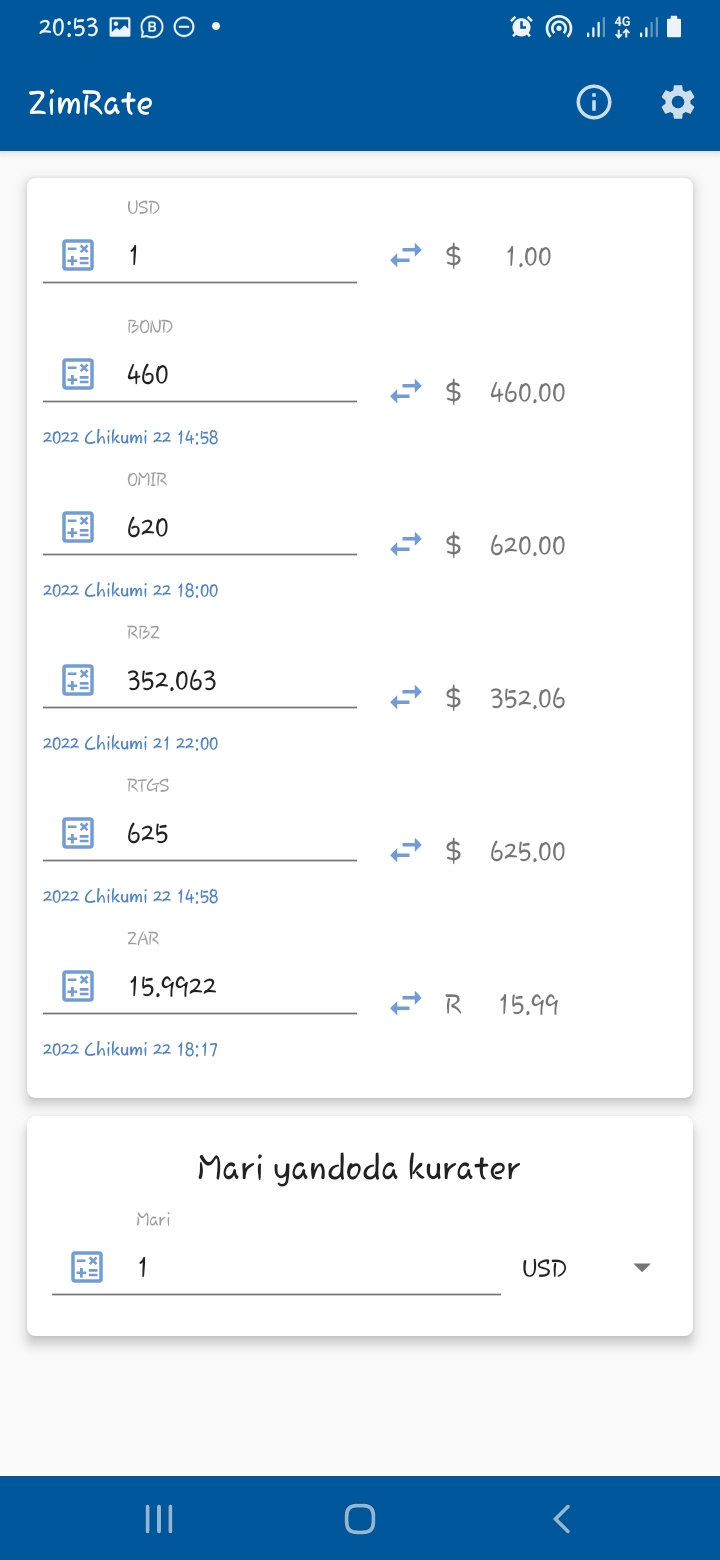 20:53 4G
ZimRate
USD
1 $ 1.00
BOND
460 $ 460.00
2022 Chikumi 22 14:58
OMIR
620 $ 620.00
2022 Chikumi 22 18:00
RBZ
352.063 $ 352.06
2022 Chikumi 21 22:00
RTGS
625 $ 625.00
2022 Chikumi 22 14:58
ZAR
15.9922 R 15.99
2022 Chikumi 22 18:17
Mari yandoda kurater
Mari
1 USD